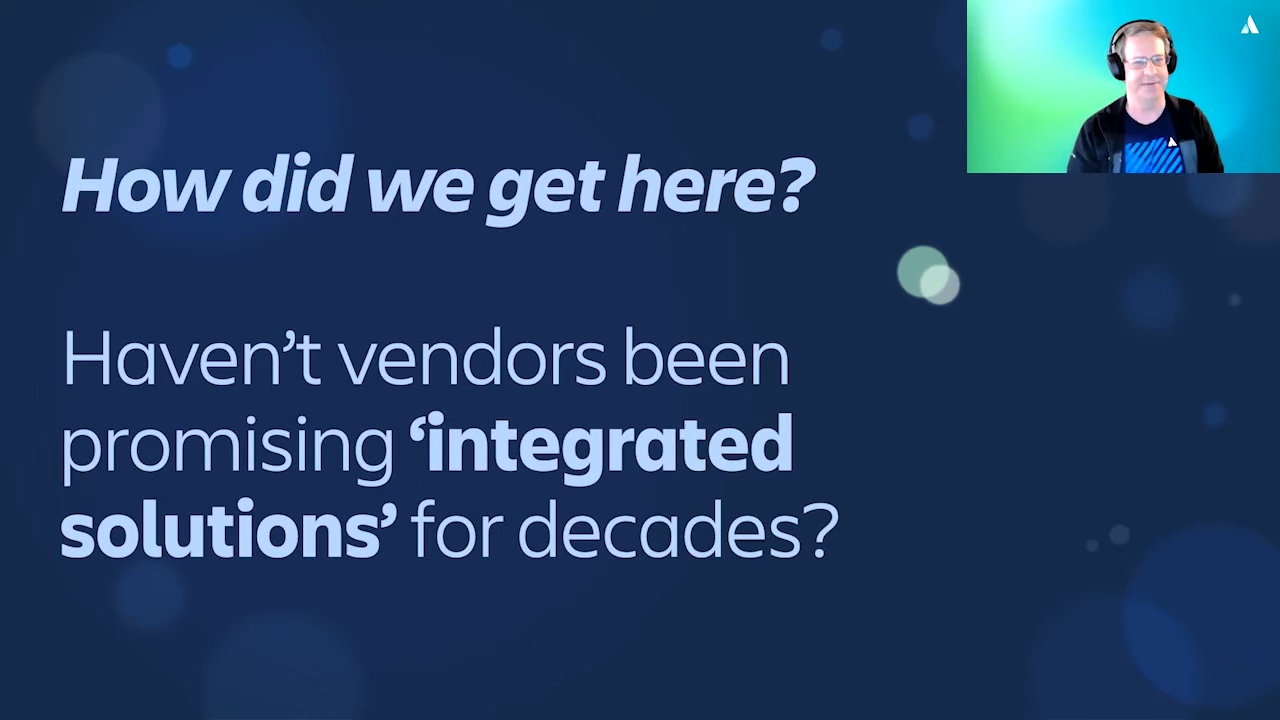 How did we get here?
Haven’t vendors been
promising ‘integrated
solutions’ for decades?